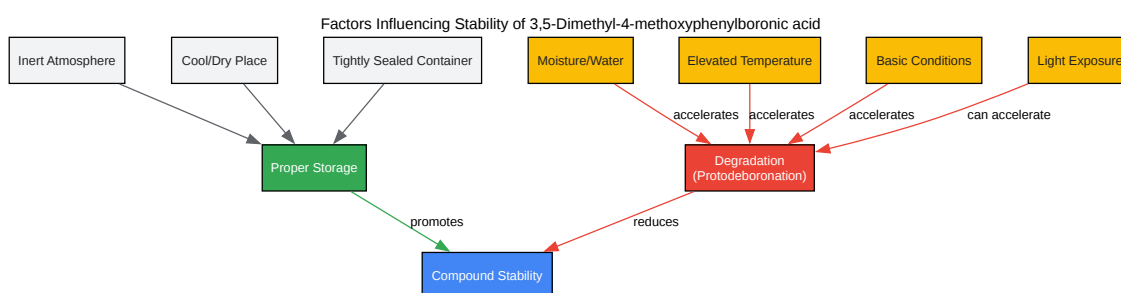 Factors Influencing Stability of 3,5-Dimethyl-4-methoxyphenylboronic acid
Inert Atmosphere
Cool/Dry Place
Tightly Sealed Container
Moisture/Water
Elevated Temperature
Basic Conditions
Light Exposure
accelerates
accelerates
accelerates
can accelerate
Proper Storage
Degradation
(Protodeboronation)
promotes
reduces
Compound Stability